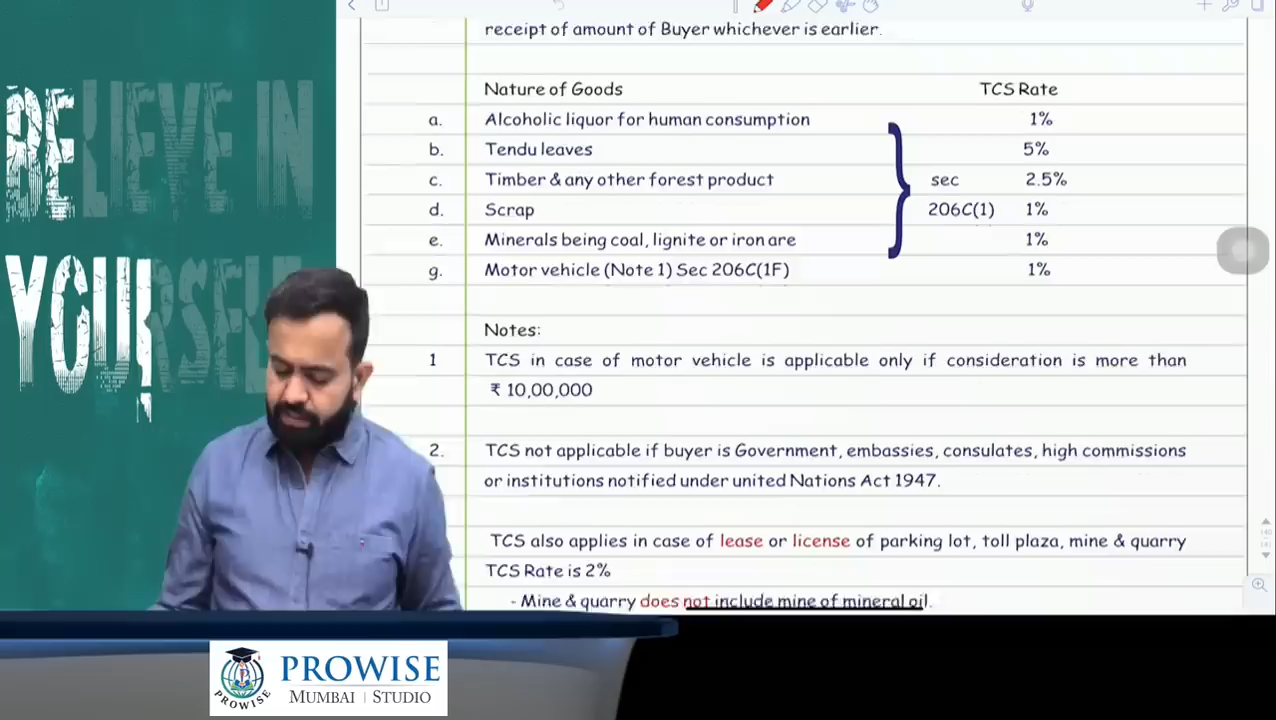 BELIEVE IN
YOURSELF
receipt of amount of Buyer whichever is earlier.
Nature of Goods TCS Rate
a. Alcoholic liquor for human consumption 1%
b. Tendu leaves 5%
c. Timber & any other forest product sec 2.5%
d. Scrap 206C(1) 1%
e. Minerals being coal, lignite or iron are 1%
g. Motor vehicle (Note 1) Sec 206C(1F) 1%
Notes:
1 TCS in case of motor vehicle is applicable only if consideration is more than
₹ 10,00,000
2. TCS not applicable if buyer is Government, embassies, consulates, high commissions
or institutions notified under united Nations Act 1947.
TCS also applies in case of lease or license of parking lot, toll plaza, mine & quarry
TCS Rate is 2%
- Mine & quarry does not include mine of mineral oil.
PROWISE
PROWISE
MUMBAI | STUDIO